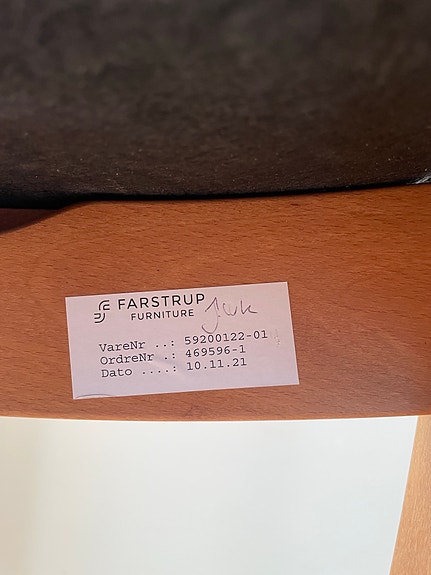 FARSTRUP
FURNITURE
VareNr ..: 59200122-01
OrdreNr .: 469596-1
Dato ....: 10.11.21